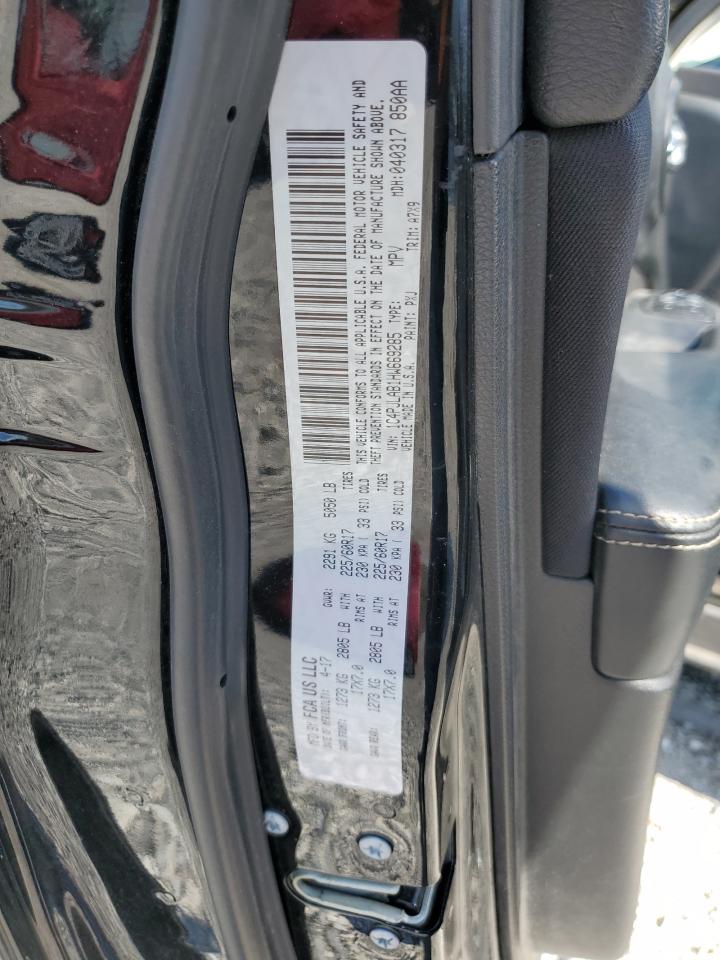 MFD BY FCA US LLC
DATE OF MFR(BUILT): 4-17 GVWR: 2291 KG 5050 LB
GAWR FRONT: 1273 KG 2805 LB WITH 225/60R17 TIRES
17X7.0 RIMS AT 230 KPA ( 33 PSI) COLD
GAWR REAR: 1273 KG 2805 LB WITH 225/60R17 TIRES
17X7.0 RIMS AT 230 KPA ( 33 PSI) COLD
THIS VEHICLE CONFORMS TO ALL APPLICABLE U.S.A. FEDERAL MOTOR VEHICLE SAFETY AND
THEFT PREVENTION STANDARDS IN EFFECT ON THE DATE OF MANUFACTURE SHOWN ABOVE.
VIN: 1C4PJLAB1HW669285 TYPE: MPV MDH:040317 850AA
VEHICLE MADE IN U.S.A. PAINT: PXJ TRIM: A7X9